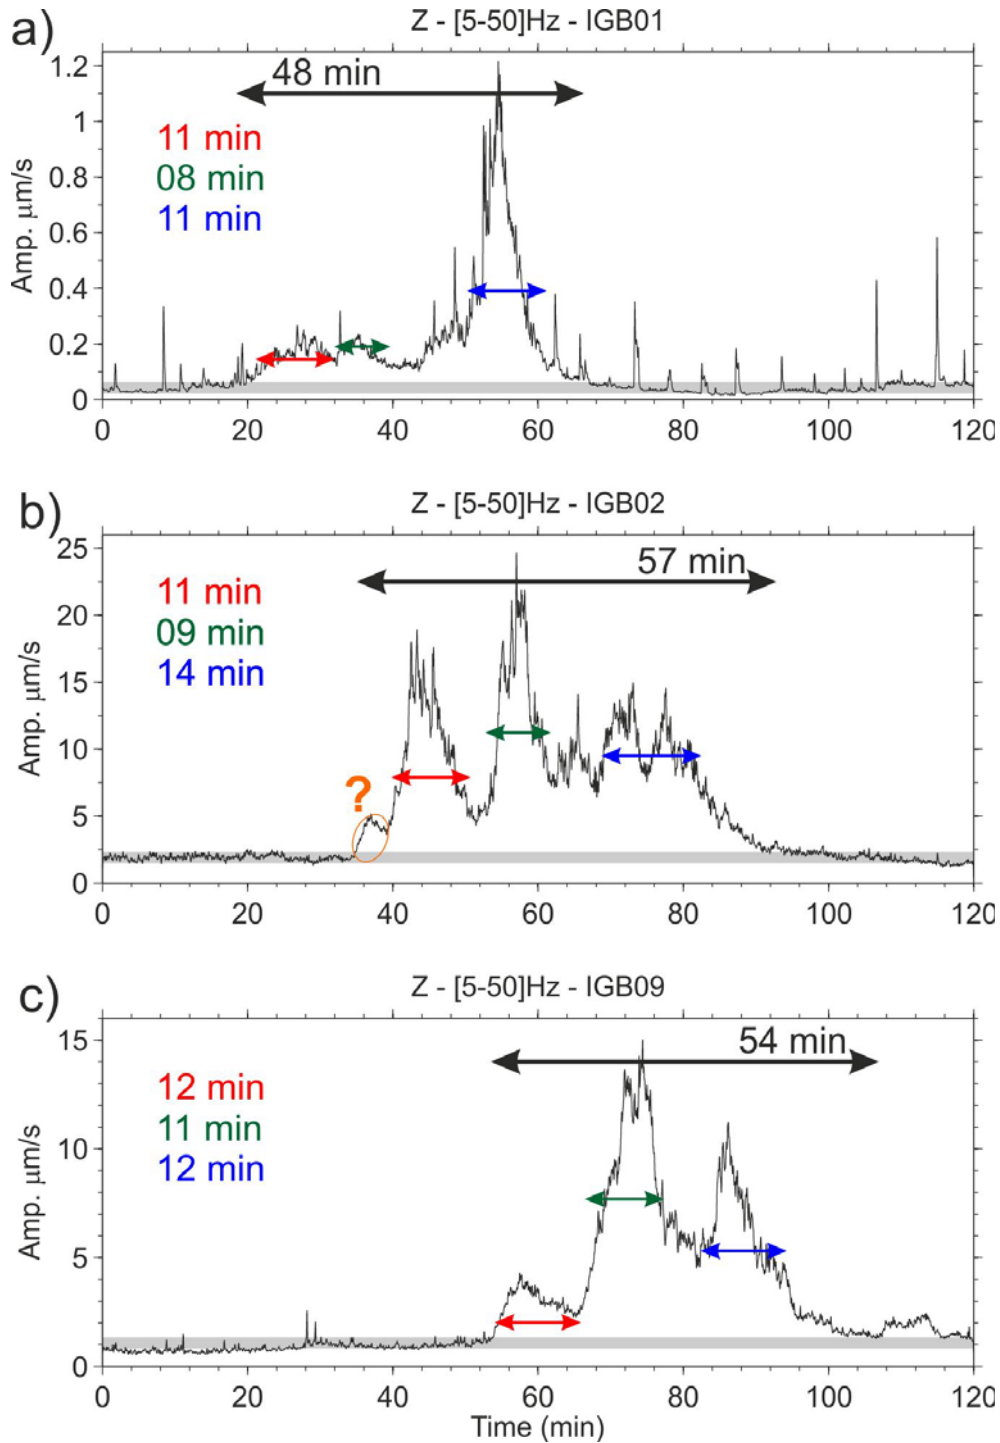 a)
Z - [5-50]Hz - IGB01
48 min
11 min
08 min
11 min
Amp. μm/s
1.2
1
0.8
0.6
0.4
0.2
0
0 20 40 60 80 100 120
b)
Z - [5-50]Hz - IGB02
57 min
11 min
09 min
14 min
?
Amp. μm/s
25
20
15
10
5
0
0 20 40 60 80 100 120
c)
Z - [5-50]Hz - IGB09
54 min
12 min
11 min
12 min
Amp. μm/s
15
10
5
0
0 20 40 60 80 100 120
Time (min)